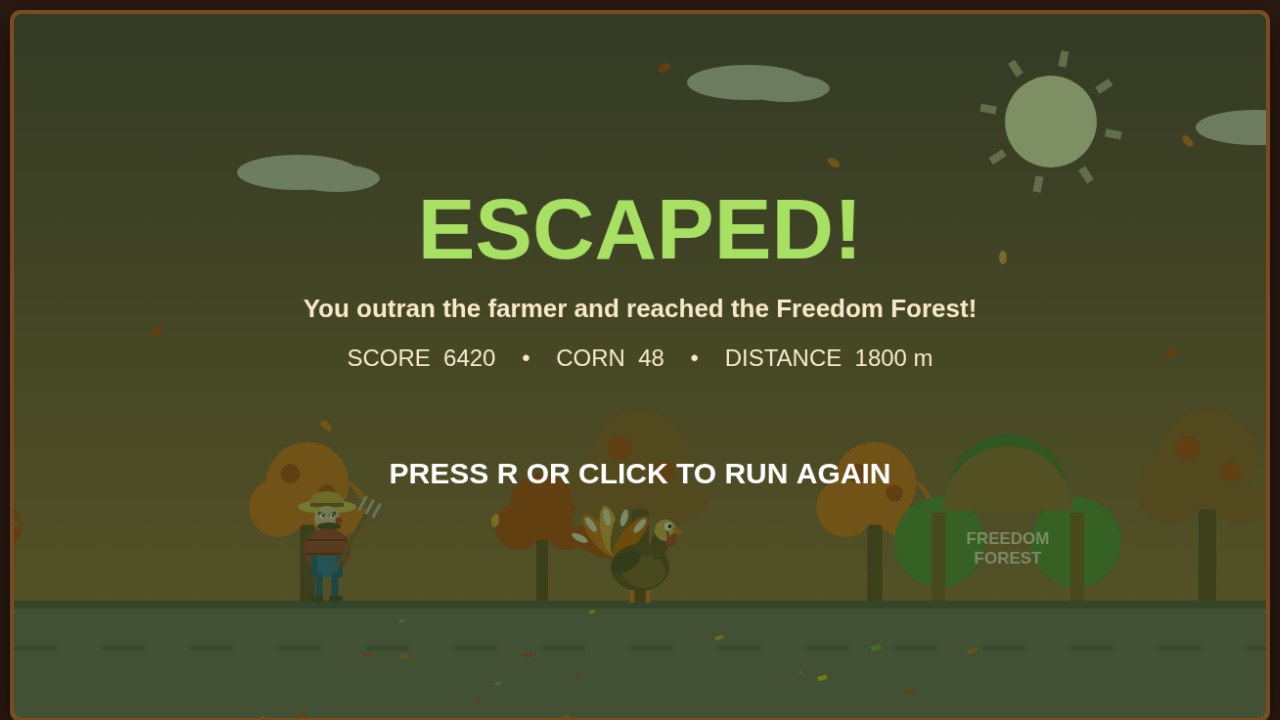 ESCAPED!
You outran the farmer and reached the Freedom Forest!
SCORE 6420 • CORN 48 • DISTANCE 1800 m
PRESS R OR CLICK TO RUN AGAIN
FREEDOM
FOREST